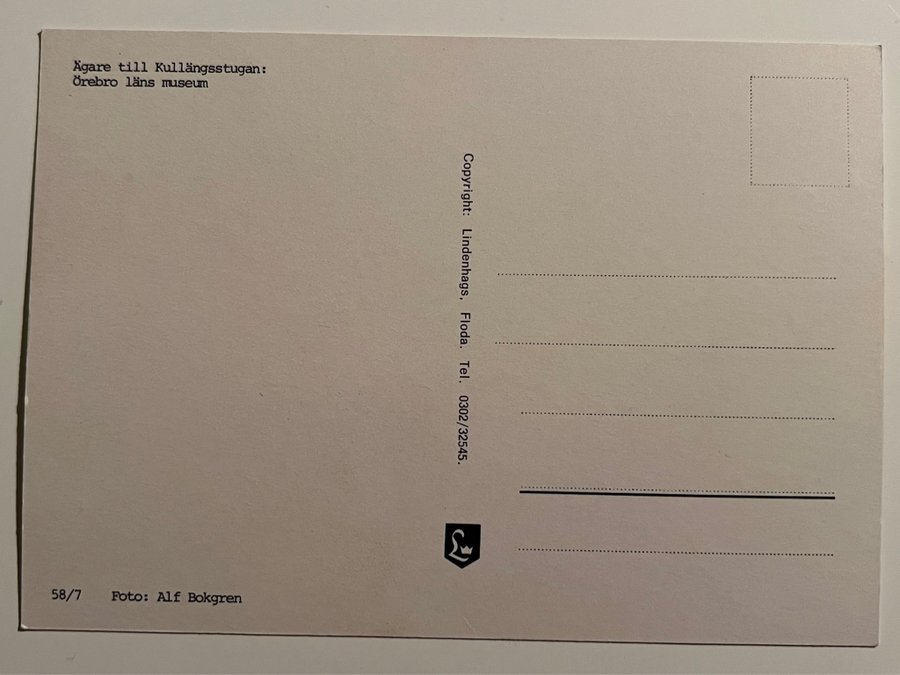 Ägare till Kullängsstugan:
Örebro läns museum
Copyright: Lindenhags, Floda. Tel. 0302/32545.
L
58/7 Foto: Alf Bokgren